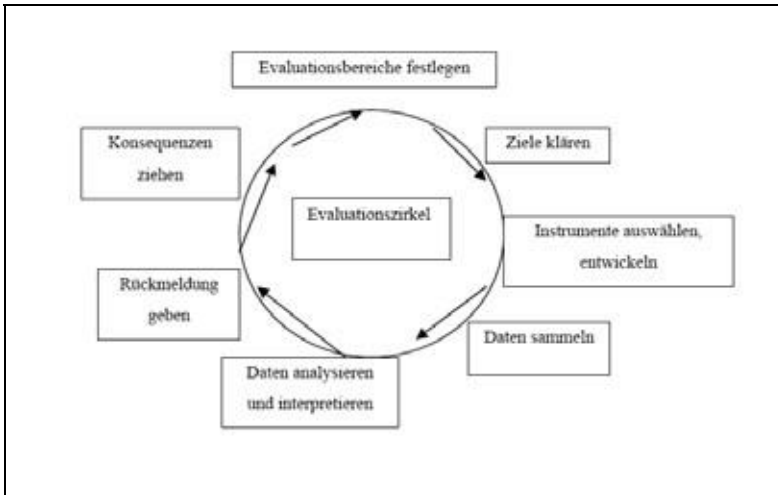 Evaluationsbereiche festlegen
Ziele klären
Instrumente auswählen,
entwickeln
Daten sammeln
Daten analysieren
und interpretieren
Rückmeldung
geben
Konsequenzen
ziehen
Evaluationszirkel